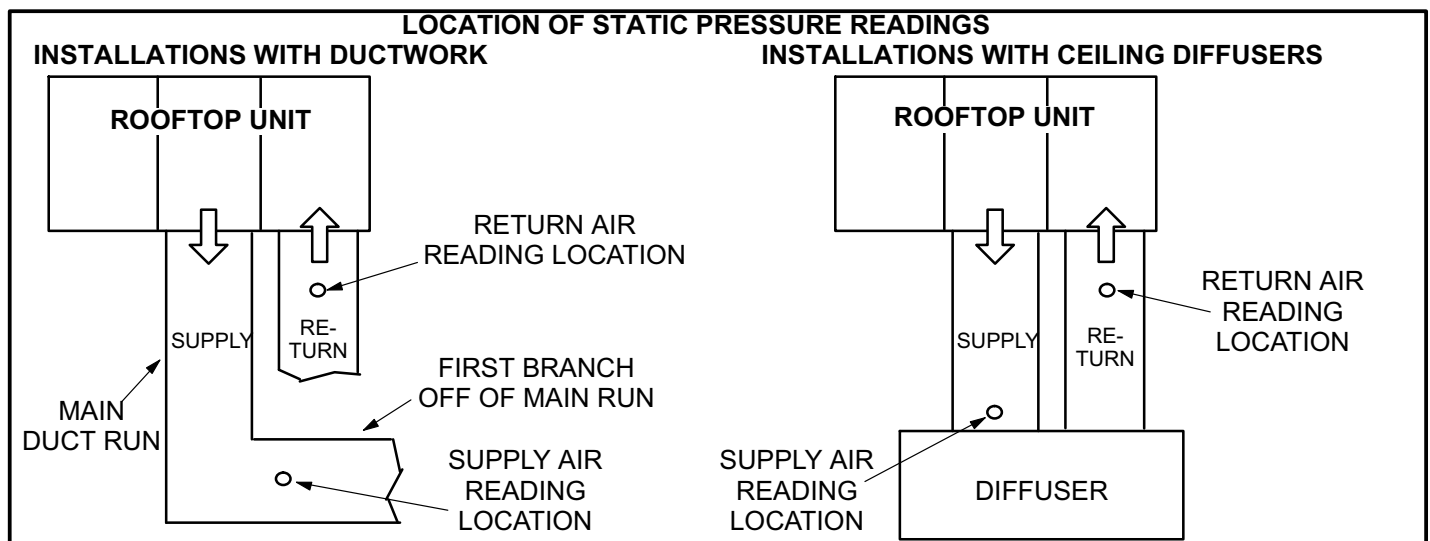 LOCATION OF STATIC PRESSURE READINGS
INSTALLATIONS WITH DUCTWORK
ROOFTOP UNIT
RETURN AIR
READING LOCATION
SUPPLY
RE-
TURN
FIRST BRANCH
OFF OF MAIN RUN
MAIN
DUCT RUN
SUPPLY AIR
READING
LOCATION
INSTALLATIONS WITH CEILING DIFFUSERS
ROOFTOP UNIT
RETURN AIR
READING
LOCATION
SUPPLY
RE-
TURN
SUPPLY AIR
READING
LOCATION
DIFFUSER